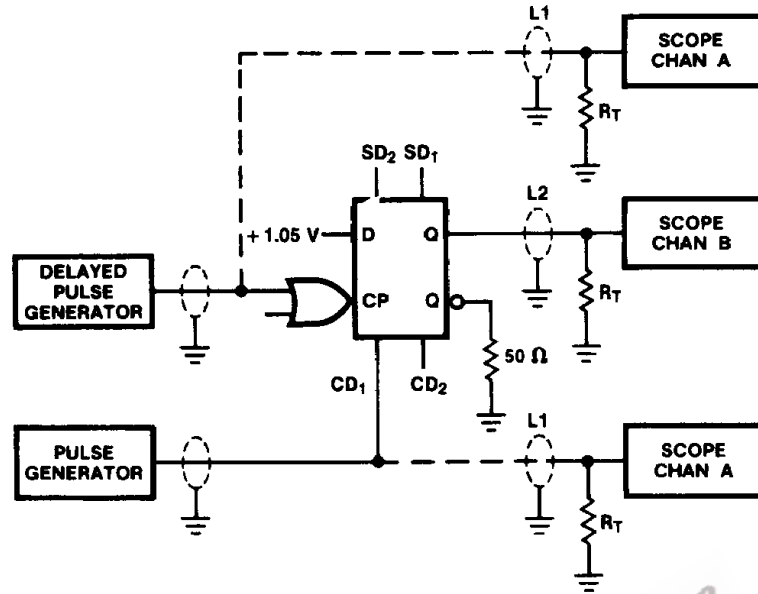 L1
SCOPE
CHAN A
RT
SD2 SD1
L2
+ 1.05 V
D
Q
SCOPE
CHAN B
DELAYED
PULSE
GENERATOR
CP
Q
RT
50 Ω
CD1
CD2
L1
PULSE
GENERATOR
SCOPE
CHAN A
RT